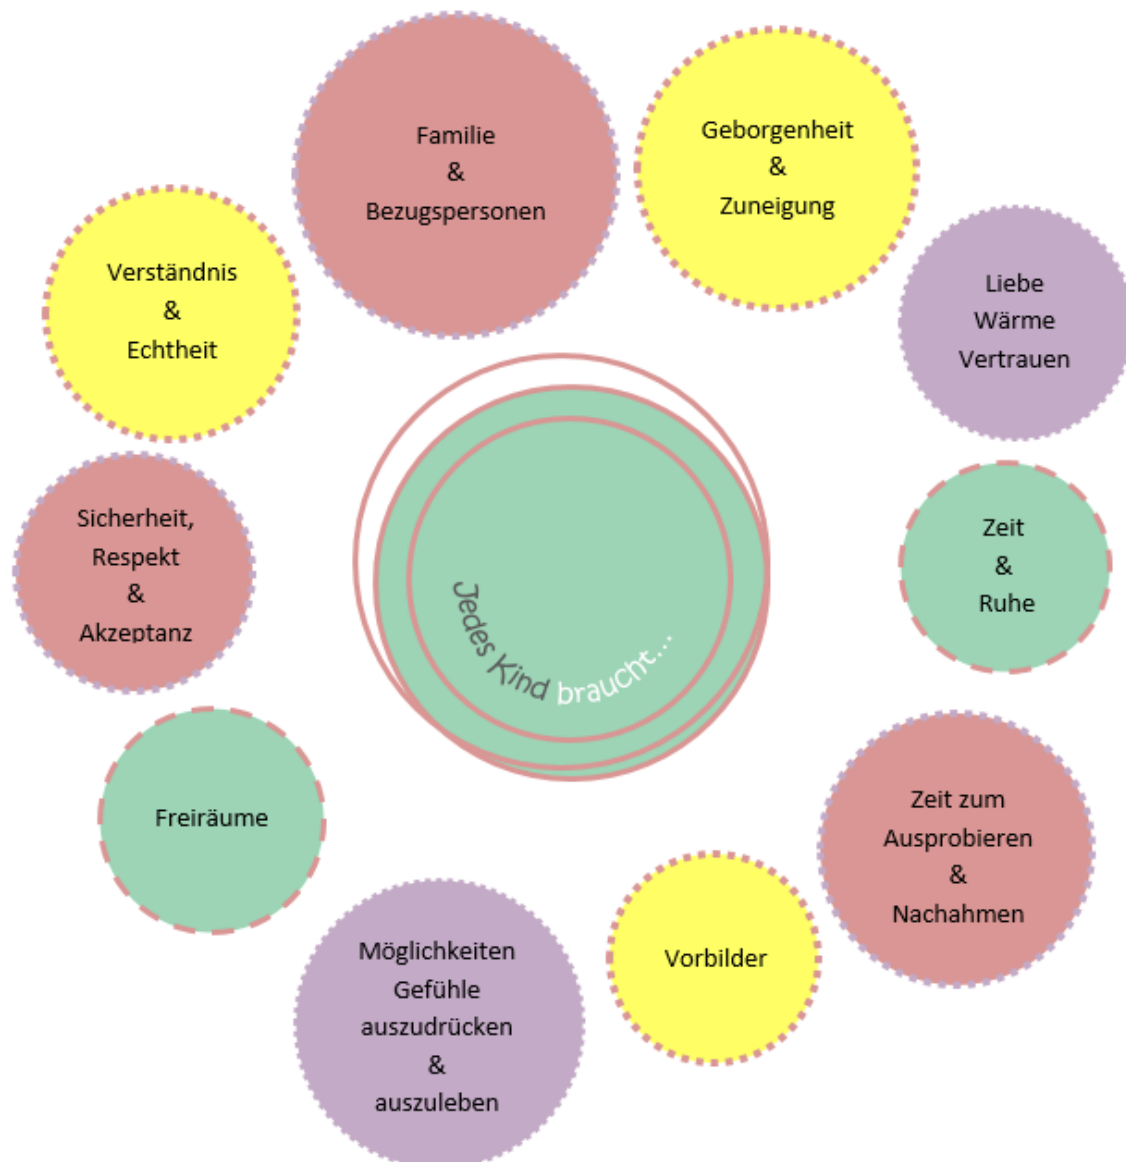 Familie
&
Bezugspersonen
Geborgenheit
&
Zuneigung
Liebe
Wärme
Vertrauen
Verständnis
&
Echtheit
Zeit
&
Ruhe
Sicherheit,
Respekt
&
Akzeptanz
Jedes Kind braucht...
Freiräume
Zeit zum
Ausprobieren
&
Nachahmen
Vorbilder
Möglichkeiten
Gefühle
auszudrücken
&
auszuleben